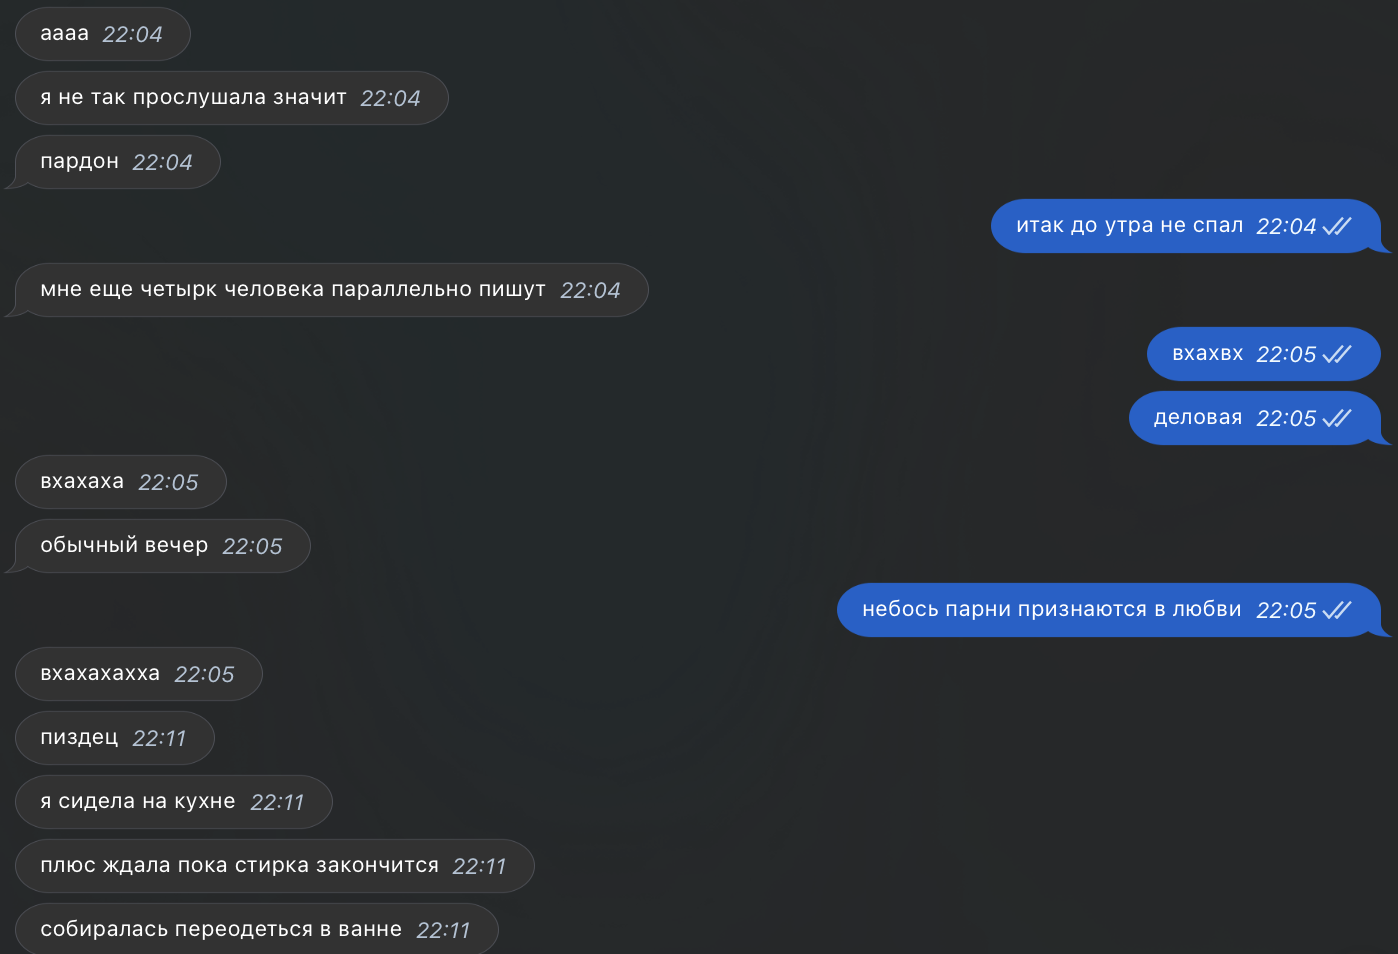 аааа 22:04
я не так прослушала значит 22:04
пардон 22:04
итак до утра не спал 22:04
мне еще четырк человека параллельно пишут 22:04
вхахвх 22:05
деловая 22:05
вхахаха 22:05
обычный вечер 22:05
небось парни признаются в любви 22:05
вхахахахха 22:05
пиздец 22:11
я сидела на кухне 22:11
плюс ждала пока стирка закончится 22:11
собиралась переодеться в ванне 22:11